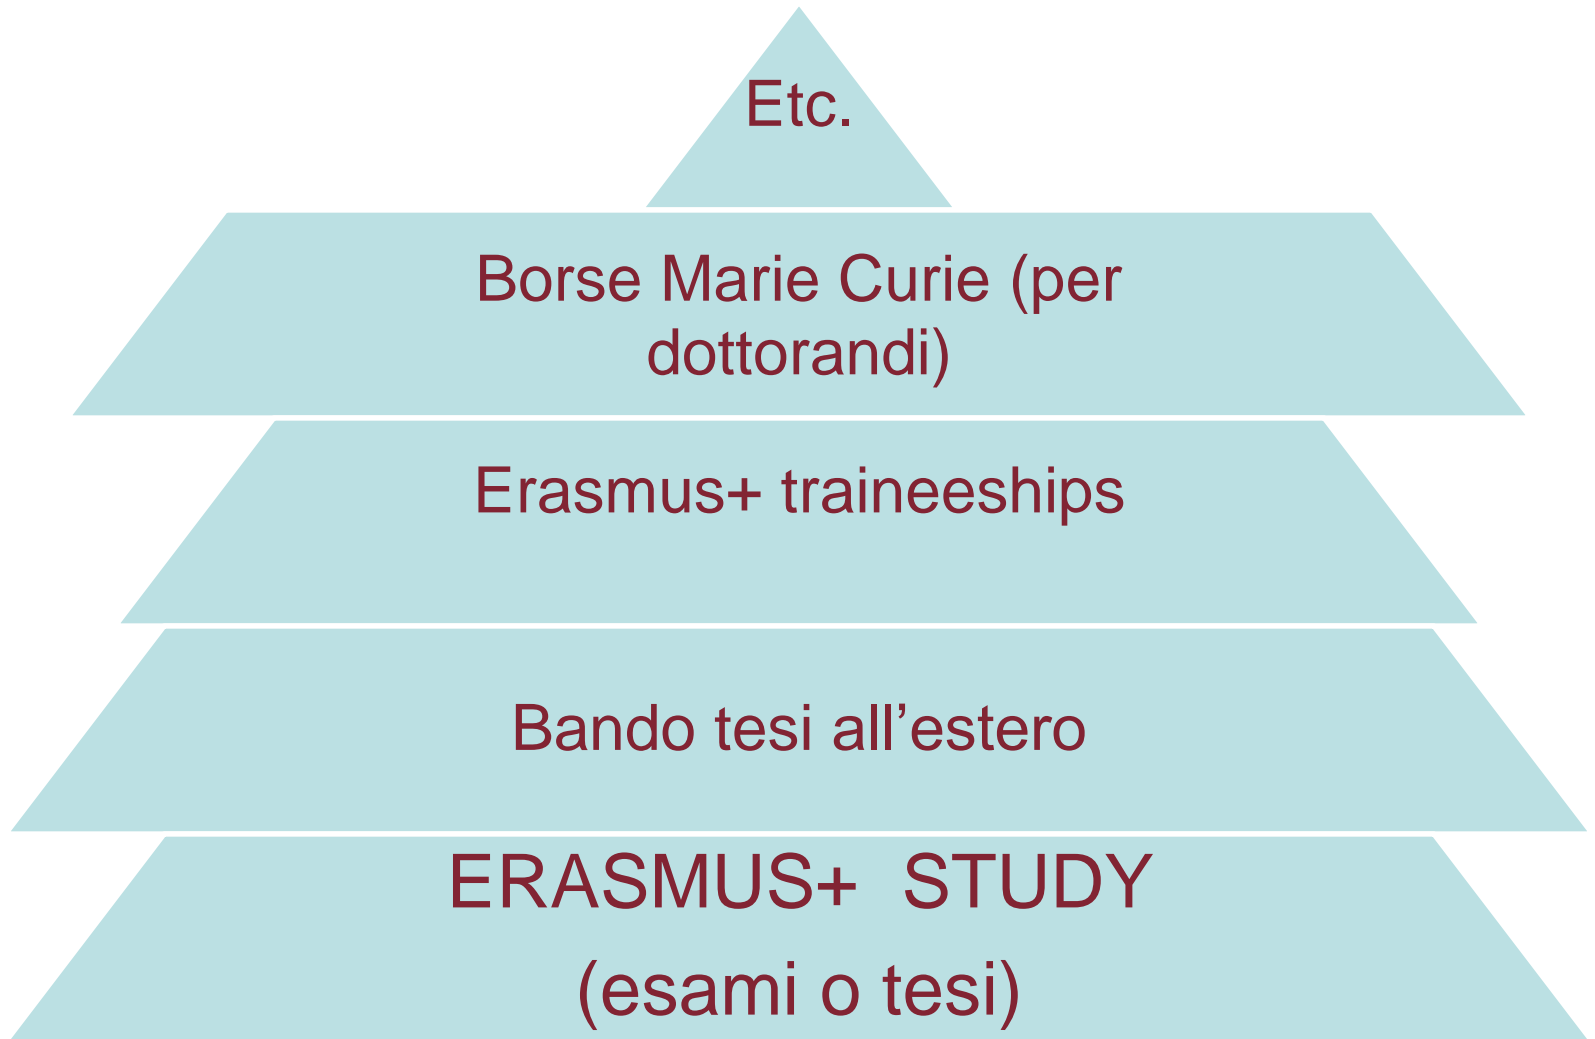 Etc.
Borse Marie Curie (per
dottorandi)
Erasmus+ traineeships
Bando tesi all’estero
ERASMUS+ STUDY
(esami o tesi)